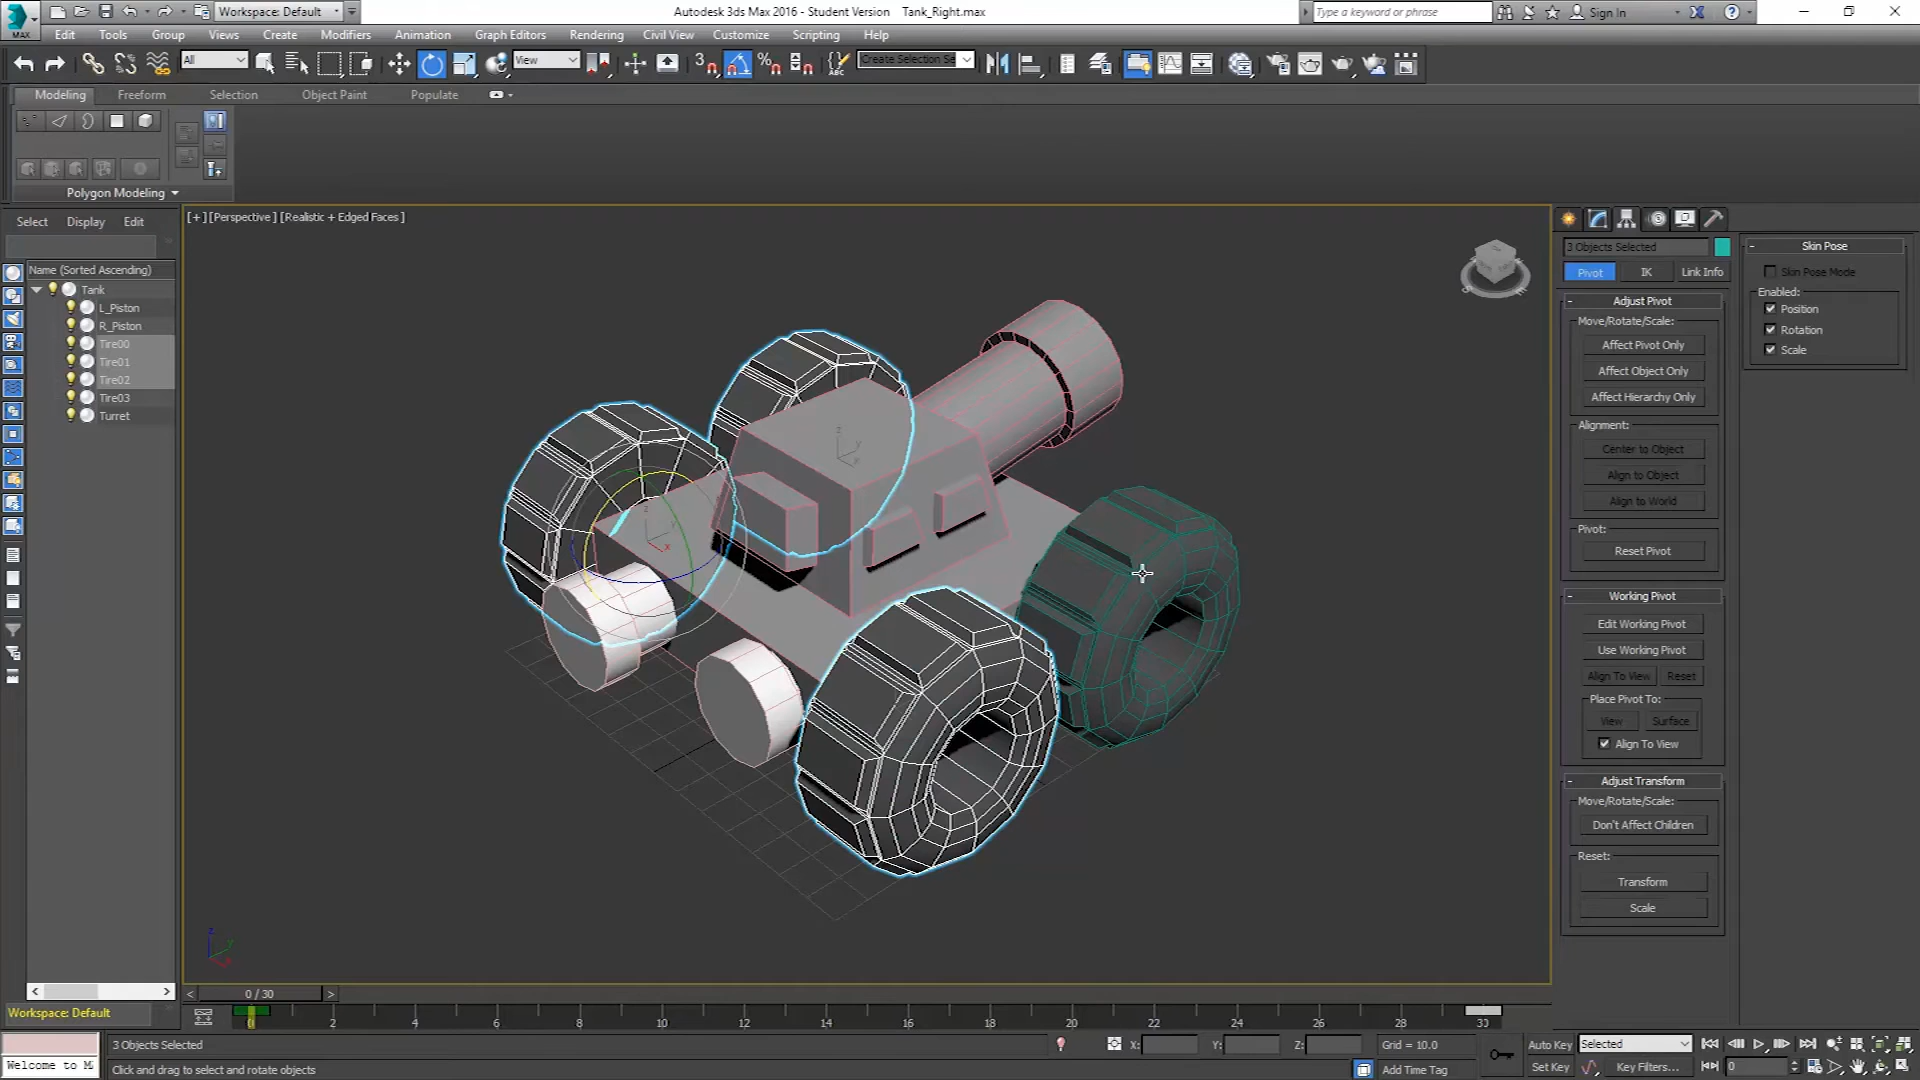 Workspace: Default
Autodesk 3ds Max 2016 - Student Version Tank_Right.max
Type a keyword or phrase
Sign In
MAX
Edit Tools Group Views Create Modifiers Animation Graph Editors Rendering Civil View Customize Scripting Help
All
View
3
ABC
Create Selection Se
Modeling Freeform Selection Object Paint Populate
Polygon Modeling
Select Display Edit
Name (Sorted Ascending)
Tank
L_Piston
R_Piston
Tire00
Tire01
Tire02
Tire03
Turret
[+] [Perspective] [Realistic + Edged Faces]
3 Objects Selected
Pivot IK Link Info
- Adjust Pivot
Move/Rotate/Scale:
Affect Pivot Only
Affect Object Only
Affect Hierarchy Only
Alignment:
Center to Object
Align to Object
Align to World
Pivot:
Reset Pivot
- Working Pivot
Edit Working Pivot
Use Working Pivot
Align To View Reset
Place Pivot To:
View Surface
Align To View
- Adjust Transform
Move/Rotate/Scale:
Don't Affect Children
Reset:
Transform
Scale
- Skin Pose
Skin Pose Mode
Enabled:
Position
Rotation
Scale
z y x
z y x
z y x
< 0 / 30 >
Workspace: Default
0 2 4 6 8 10 12 14 16 18 20 22 24 26 28 30
3 Objects Selected
X: Y: Z: Grid = 10.0
Auto Key Selected
Welcome to M
Click and drag to select and rotate objects
Add Time Tag
Set Key Key Filters...
0